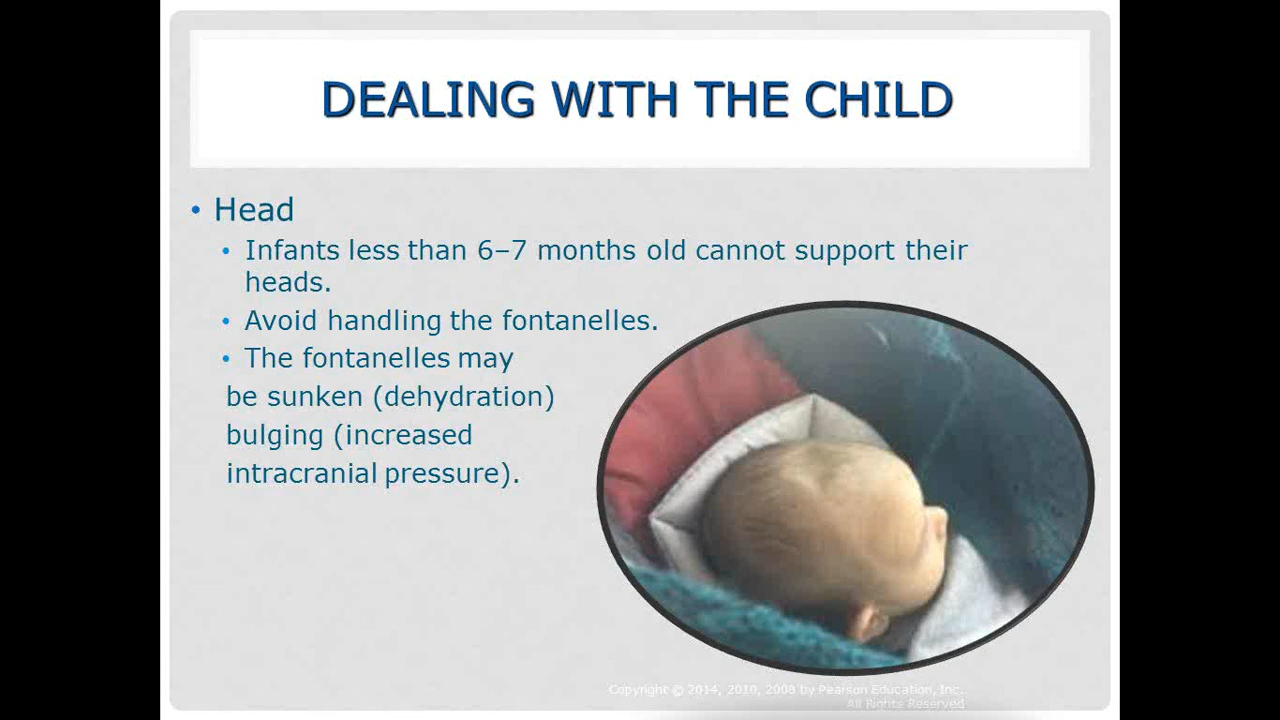 DEALING WITH THE CHILD
• Head
• Infants less than 6–7 months old cannot support their
heads.
• Avoid handling the fontanelles.
• The fontanelles may
be sunken (dehydration)
bulging (increased
intracranial pressure).
Copyright © 2014, 2010, 2008 by Pearson Education, Inc.
All Rights Reserved